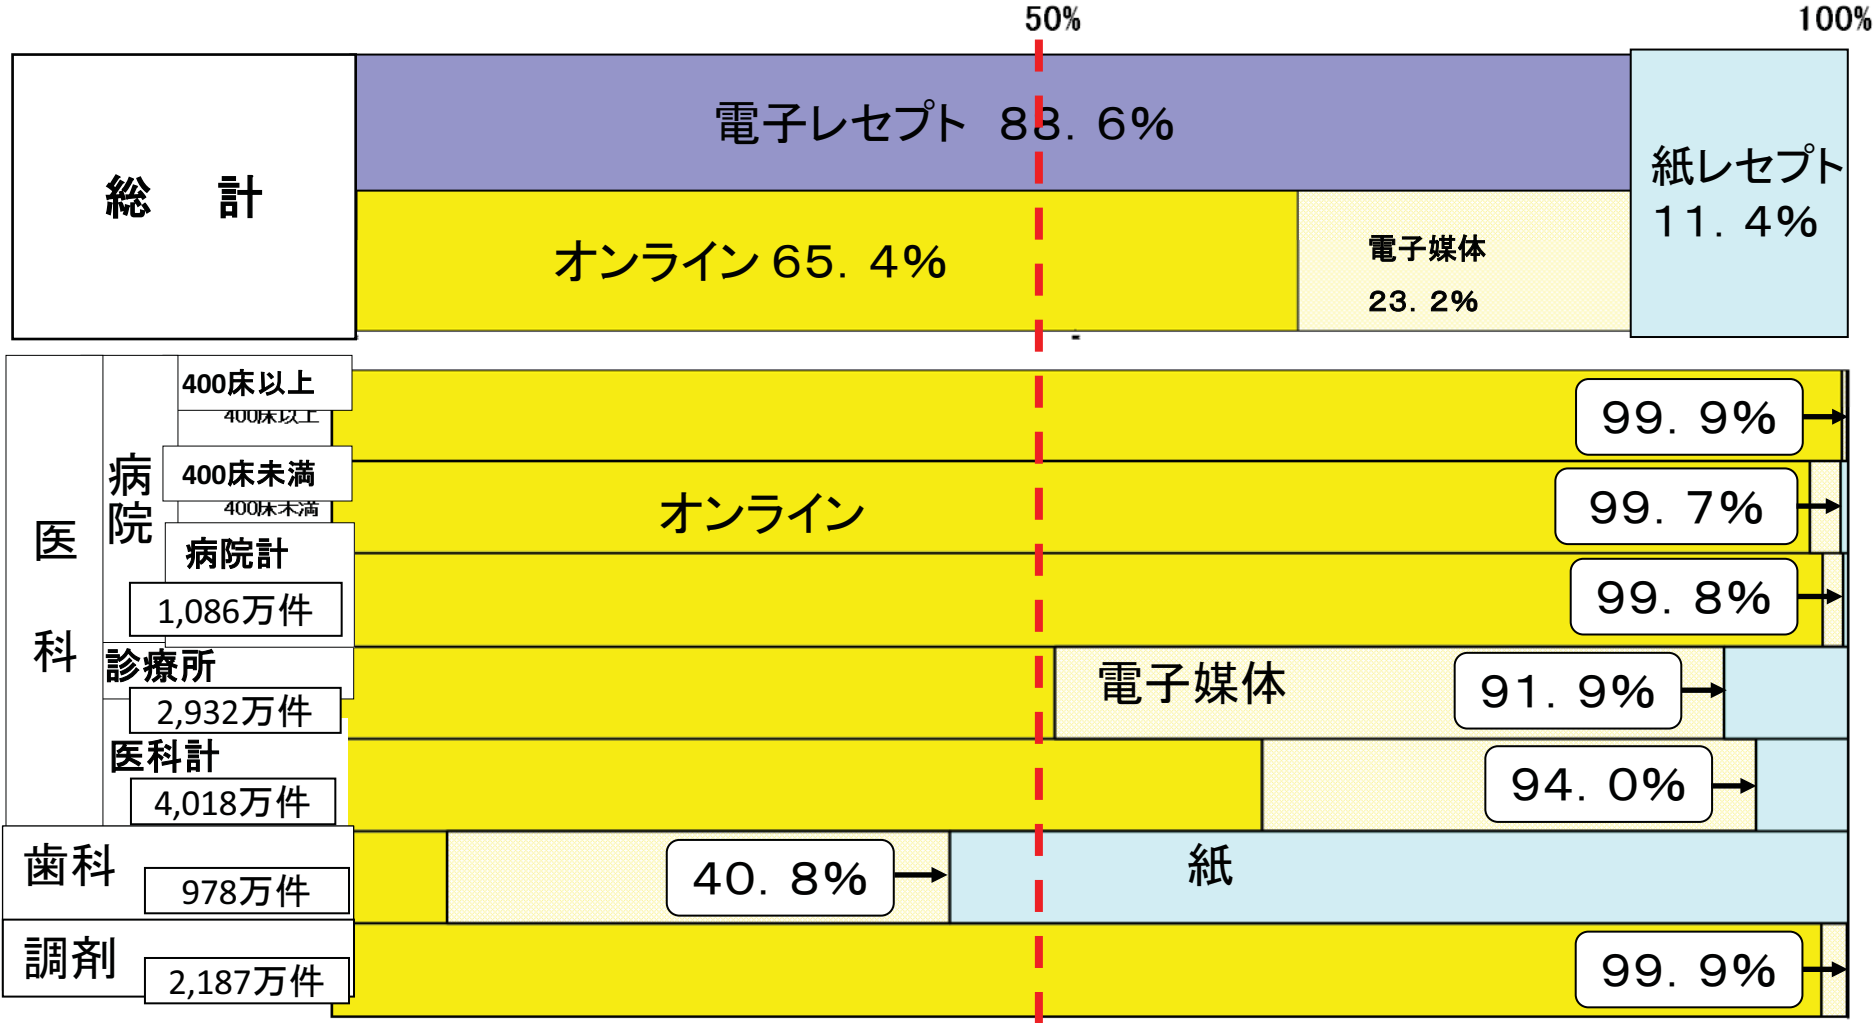 50%
100%
総 計
電子レセプト 88.6%
紙レセプト
11.4%
オンライン 65.4%
電子媒体
23.2%
医科
病院
400床以上
400床以上
99.9%
400床未満
400床未満
オンライン
99.7%
病院計
1,086万件
99.8%
診療所
2,932万件
電子媒体
91.9%
医科計
4,018万件
94.0%
歯科
978万件
40.8%
紙
調剤
2,187万件
99.9%